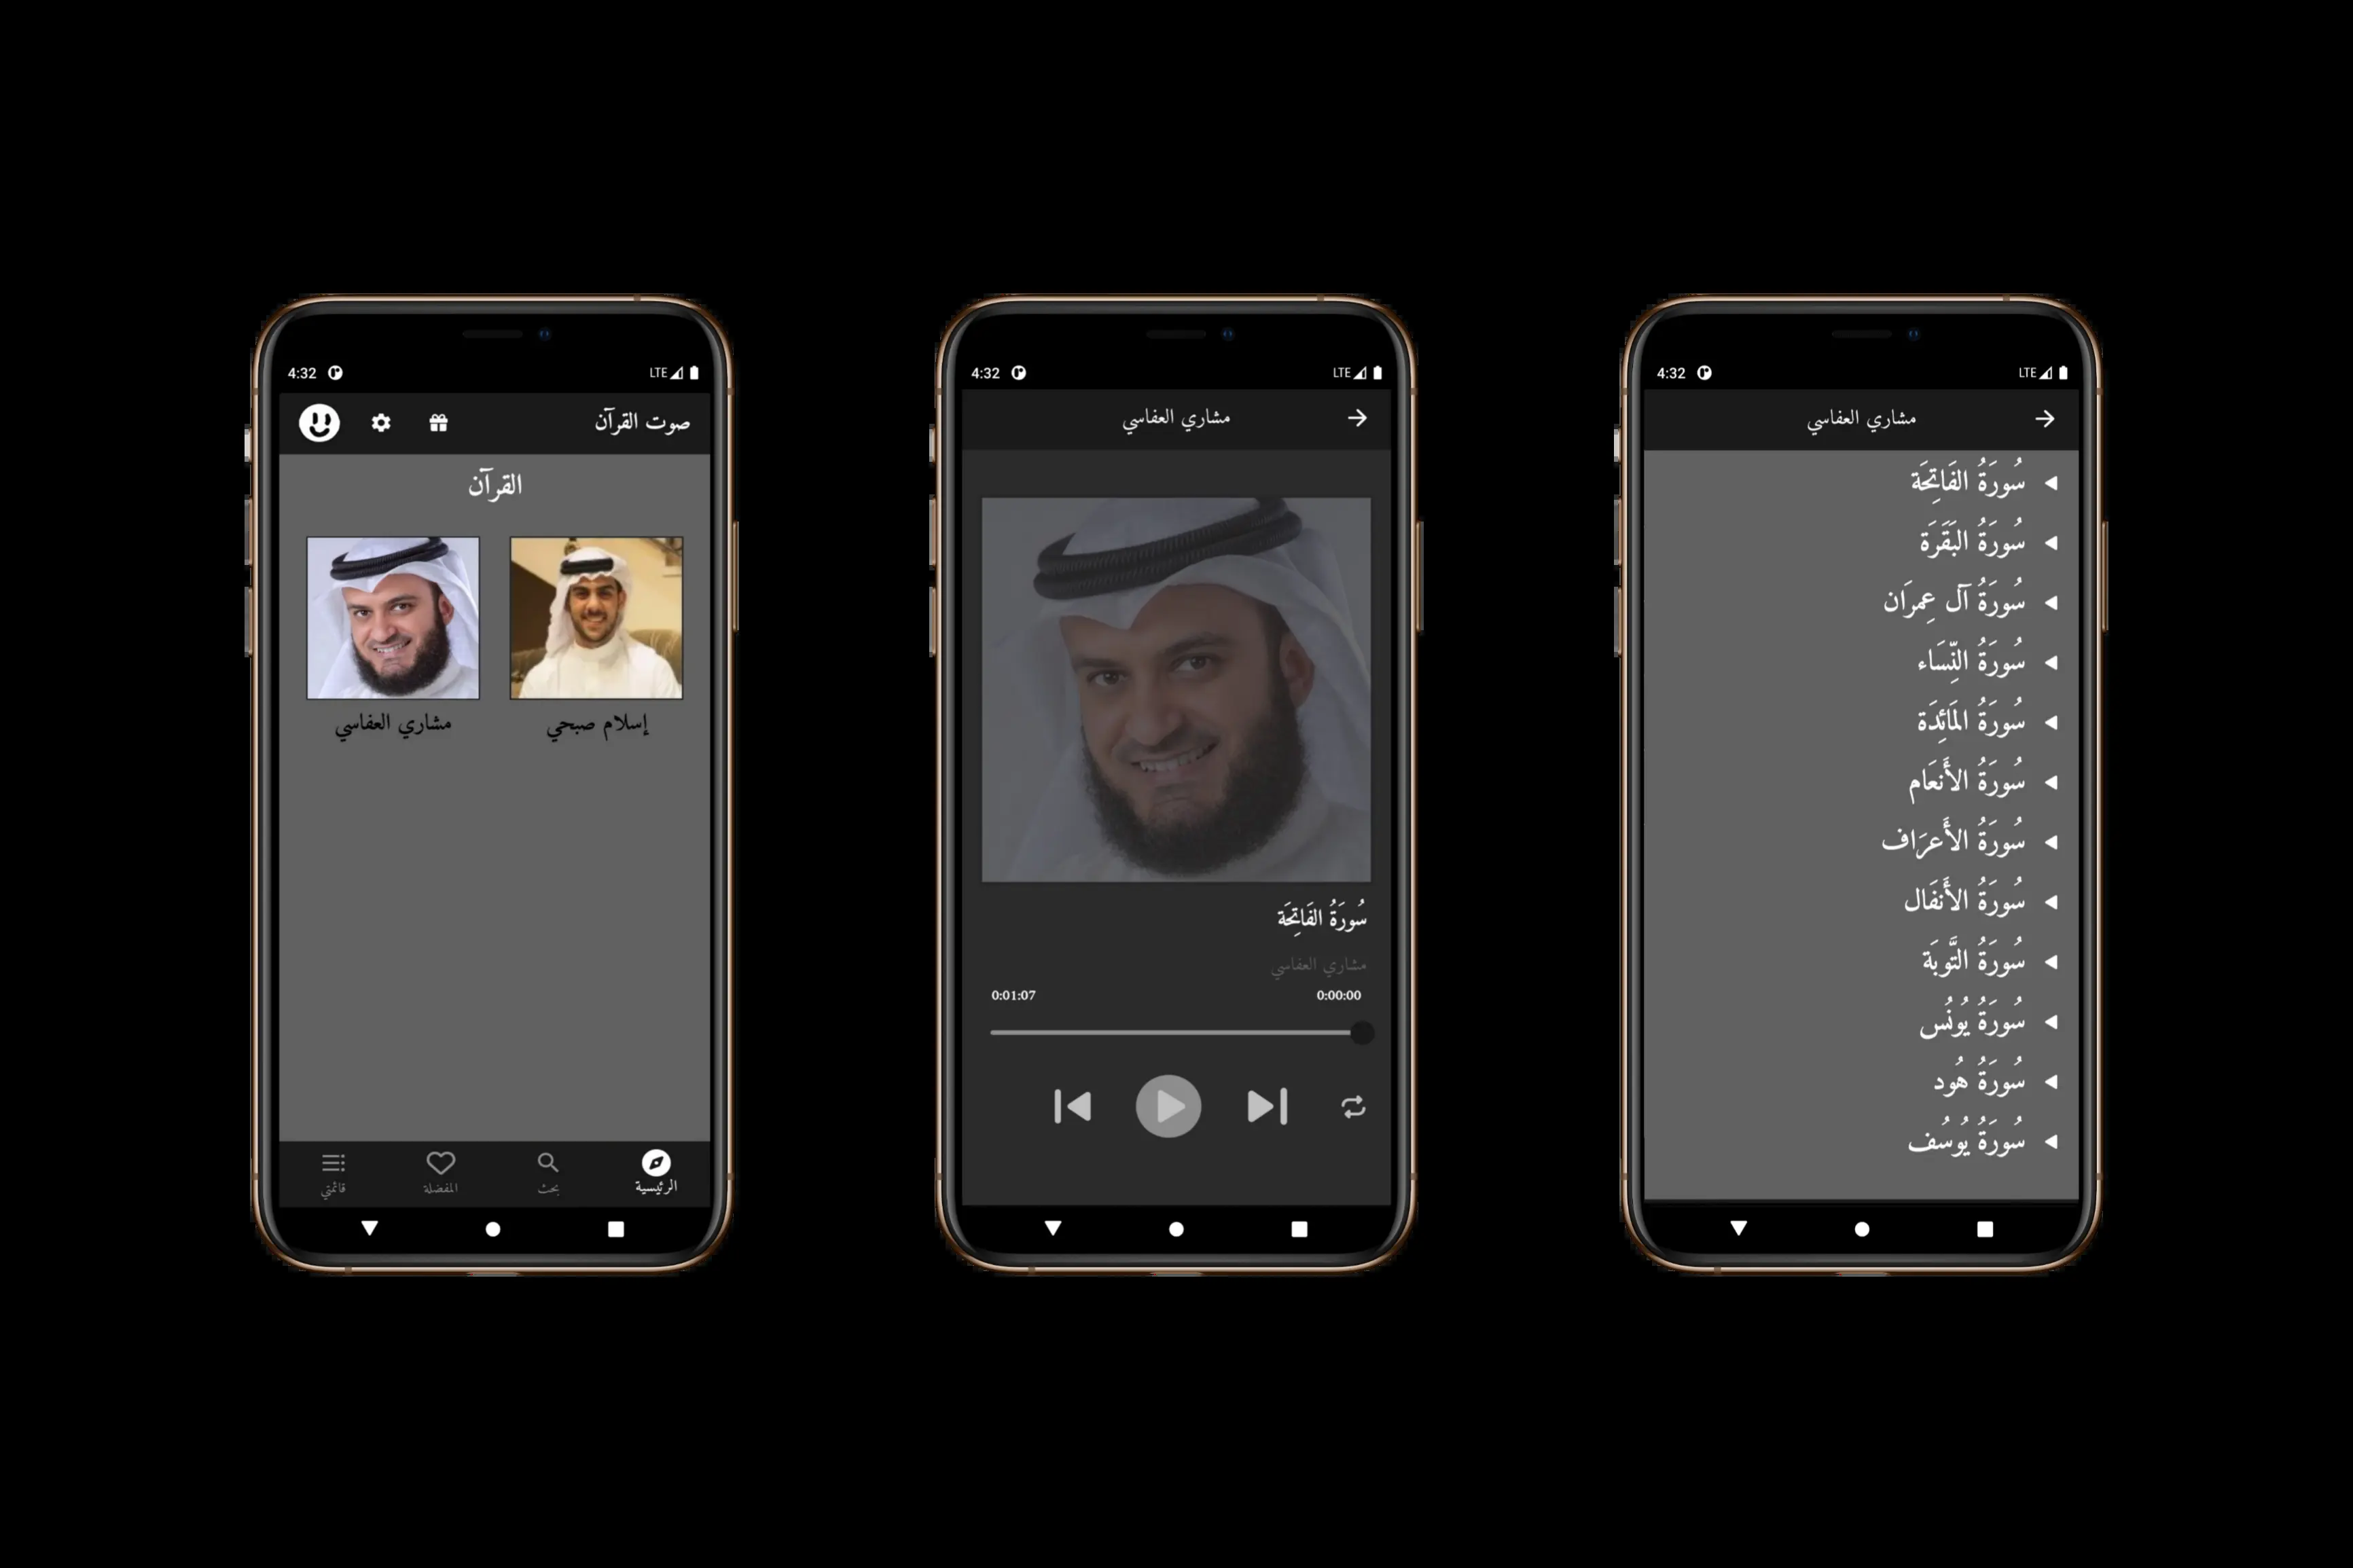 4:32
LTE
صوت القرآن
القرآن
إسلام صبحي
مشاري العفاسي
الرئيسية
بحث
المفضلة
قائمتي
4:32
LTE
مشاري العفاسي
سُورَةُ الفَاتِحَة
مشاري العفاسي
0:00:00
0:01:07
4:32
LTE
مشاري العفاسي
سُورَةُ الفَاتِحَة
سُورَةُ البَقَرَة
سُورَةُ آل عِمرَان
سُورَةُ النِّسَاء
سُورَةُ المَائِدَة
سُورَةُ الأَنعَام
سُورَةُ الأَعرَاف
سُورَةُ الأَنفَال
سُورَةُ التَّوبَة
سُورَةُ يُونُس
سُورَةُ هُود
سُورَةُ يُوسُف